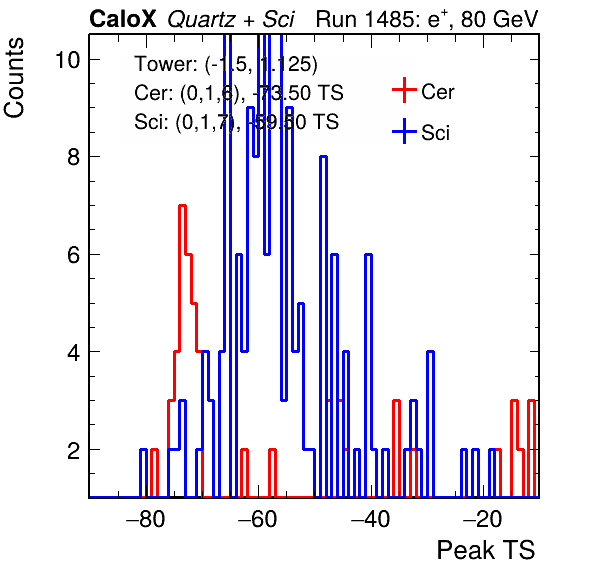 CaloX Quartz + Sci Run 1485: e+, 80 GeV
Counts
Tower: (-1.5, 1.125)
Cer: (0,1,6), -73.50 TS
Sci: (0,1,7), -59.50 TS
Cer
Sci
10
8
6
4
2
−80 −60 −40 −20
Peak TS